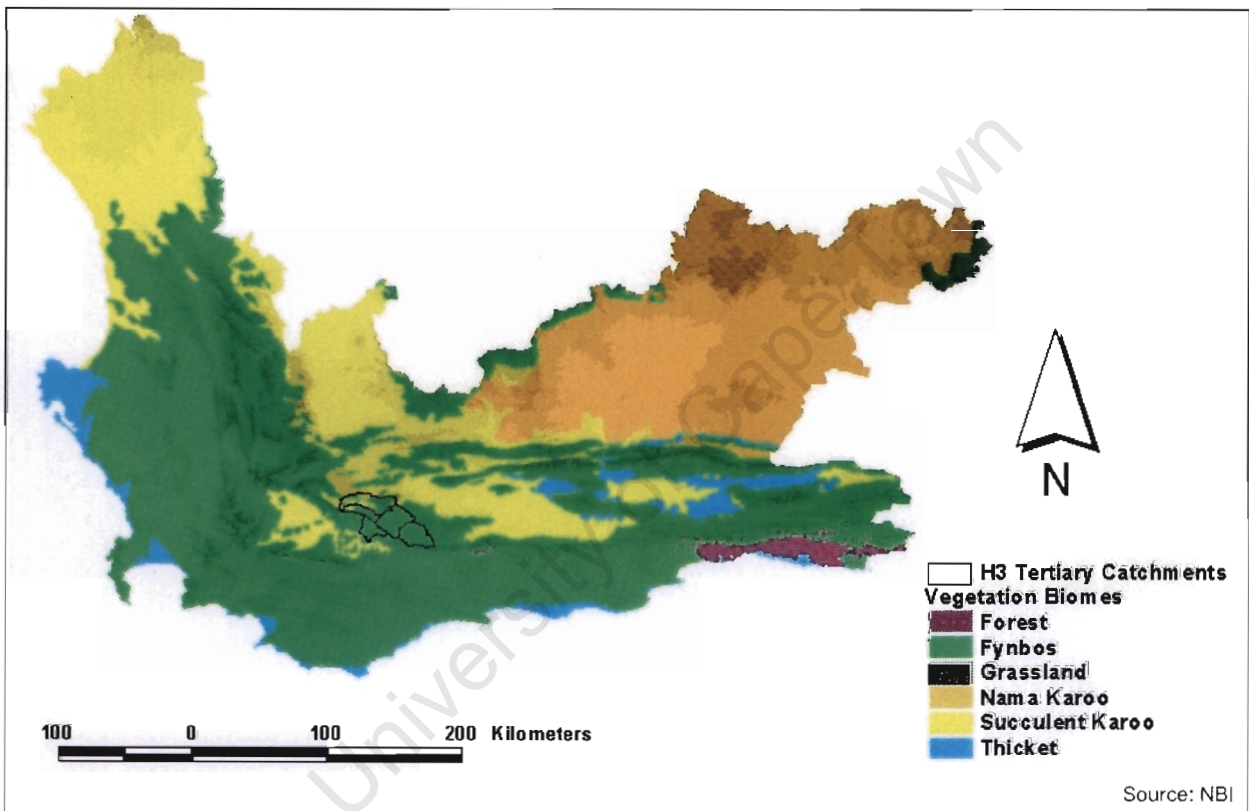 N
H3 Tertiary Catchments
Vegetation Biomes
Forest
Fynbos
Grassland
Nama Karoo
Succulent Karoo
Thicket
100 0 100 200 Kilometers
Source: NBI
University of Cape Town